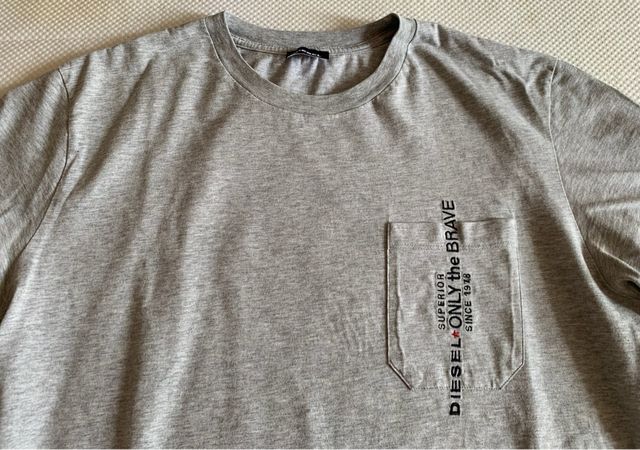 SUPERIOR
DIESEL★ONLY the BRAVE
SINCE 1978